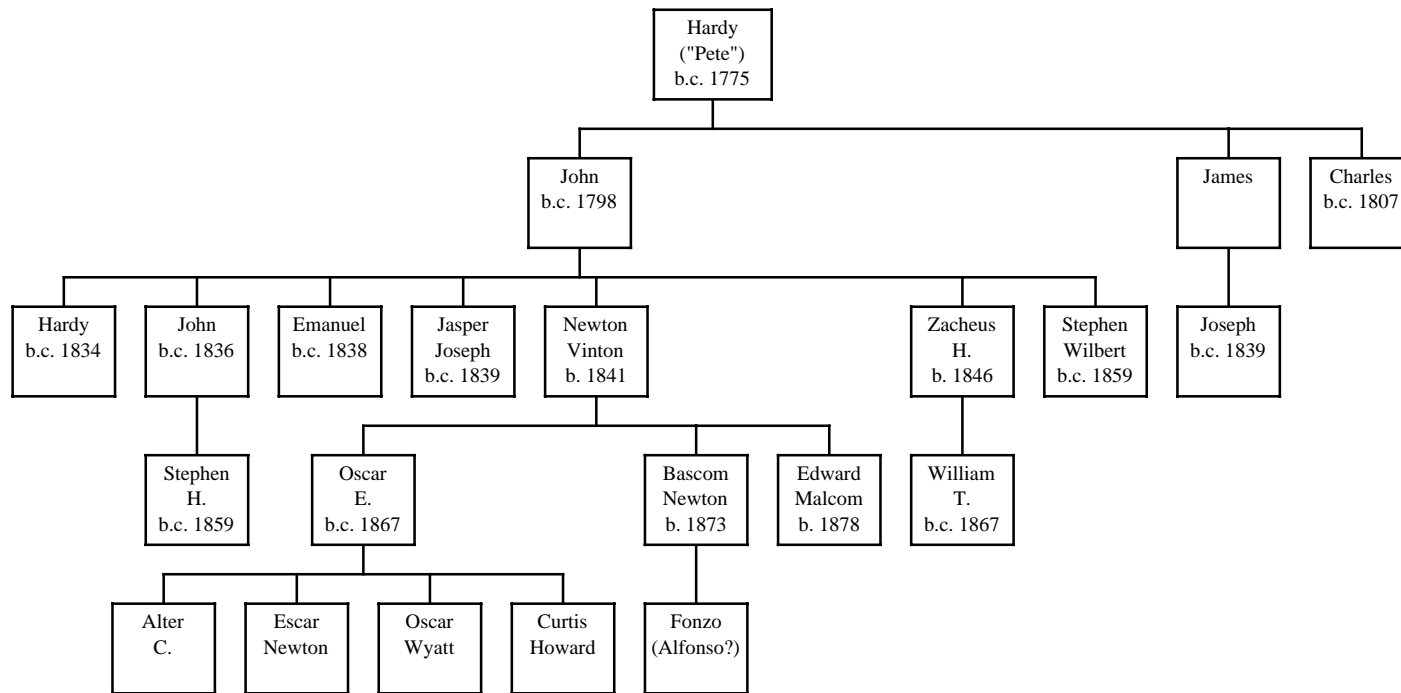 Hardy
("Pete")
b.c. 1775
John
b.c. 1798
James
Charles
b.c. 1807
Hardy
b.c. 1834
John
b.c. 1836
Emanuel
b.c. 1838
Jasper
Joseph
b.c. 1839
Newton
Vinton
b. 1841
Zacheus
H.
b. 1846
Stephen
Wilbert
b.c. 1859
Joseph
b.c. 1839
Stephen
H.
b.c. 1859
Oscar
E.
b.c. 1867
Bascom
Newton
b. 1873
Edward
Malcom
b. 1878
William
T.
b.c. 1867
Alter
C.
Escar
Newton
Oscar
Wyatt
Curtis
Howard
Fonzo
(Alfonso?)